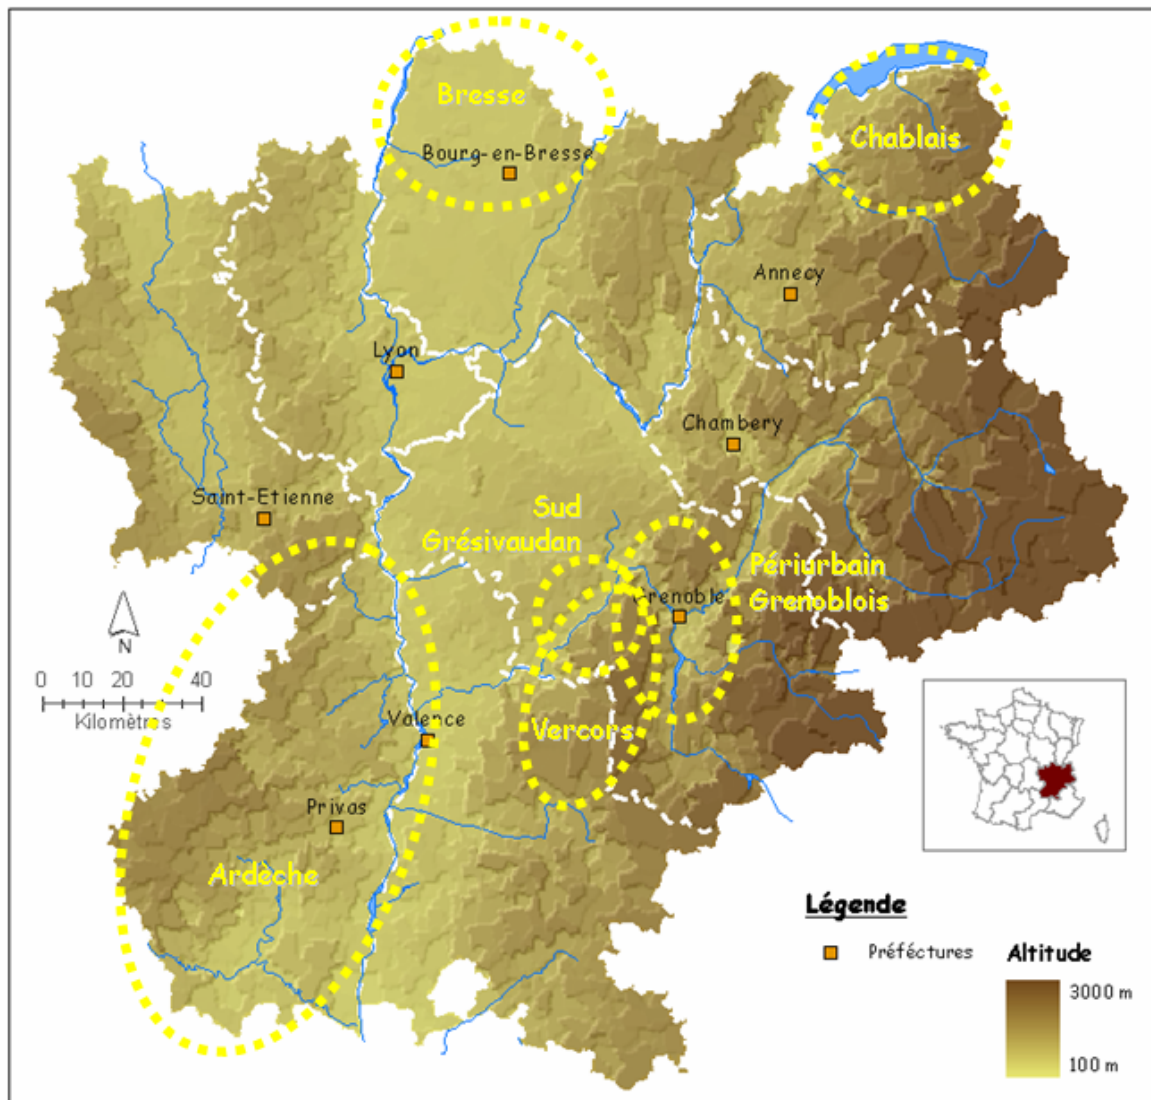 Bresse
Bourg-en-Bresse
Chablais
Annecy
Lyon
Chambery
Saint-Etienne
Sud
Grésivaudan
Périurbain
Grenoblois
Grenoble
N
0 10 20 40
Kilomètres
Valence
Vercors
Privas
Ardèche
Légende
Préféctures
Altitude
3000 m
100 m